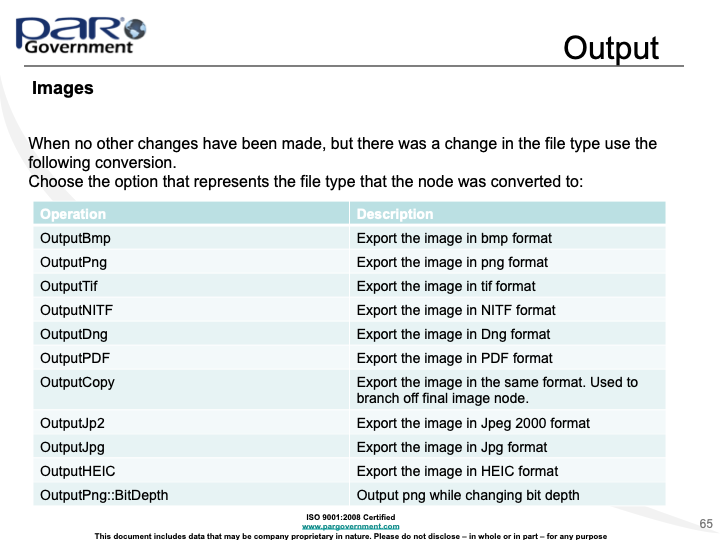 PAR Government
Output
Images
When no other changes have been made, but there was a change in the file type use the
following conversion.
Choose the option that represents the file type that the node was converted to:
Operation Description
OutputBmp Export the image in bmp format
OutputPng Export the image in png format
OutputTif Export the image in tif format
OutputNITF Export the image in NITF format
OutputDng Export the image in Dng format
OutputPDF Export the image in PDF format
OutputCopy Export the image in the same format. Used to
branch off final image node.
OutputJp2 Export the image in Jpeg 2000 format
OutputJpg Export the image in Jpg format
OutputHEIC Export the image in HEIC format
OutputPng::BitDepth Output png while changing bit depth
ISO 9001:2008 Certified
www.pargovernment.com
65
This document includes data that may be company proprietary in nature. Please do not disclose – in whole or in part – for any purpose